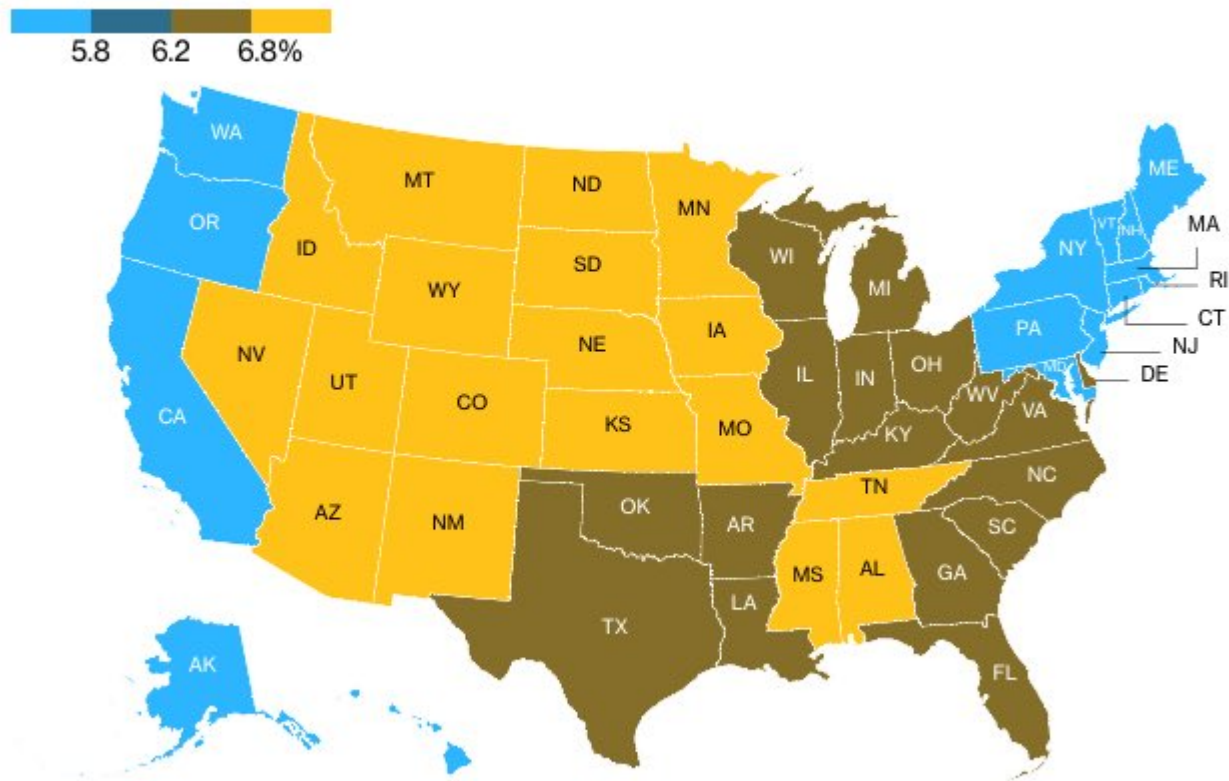 5.8 6.2 6.8%
WA
MT
ND
MN
ME
OR
ID
SD
WI
MI
NY
VT
NH
MA
WY
RI
NV
UT
NE
IA
PA
CT
NJ
CA
CO
KS
MO
IL
IN
OH
MD
DE
WV
VA
KY
AZ
NM
OK
AR
TN
NC
SC
MS
AL
GA
TX
LA
FL
AK